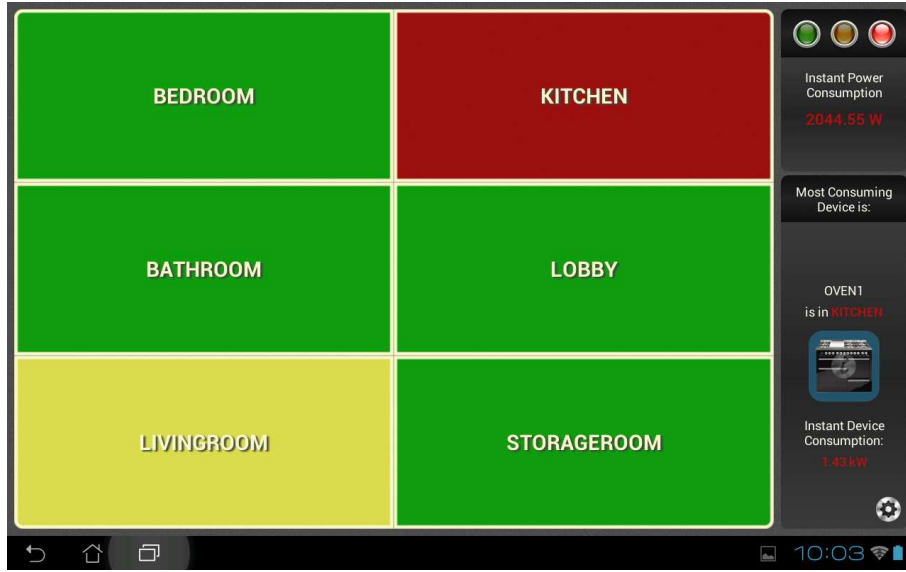 BEDROOM
KITCHEN
BATHROOM
LOBBY
LIVINGROOM
STORAGEROOM
Instant Power
Consumption
2044.55 W
Most Consuming
Device is:
OVEN1
is in KITCHEN
Instant Device
Consumption:
1.43 kW
10:03